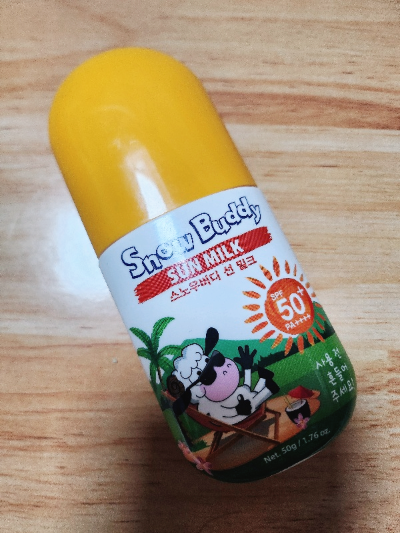 Snow Buddy
SUN MILK
스노우버디 선 밀크
SPF
50+
PA++++
사용 전
흔들어
주세요!
Net. 50g / 1.76 oz.